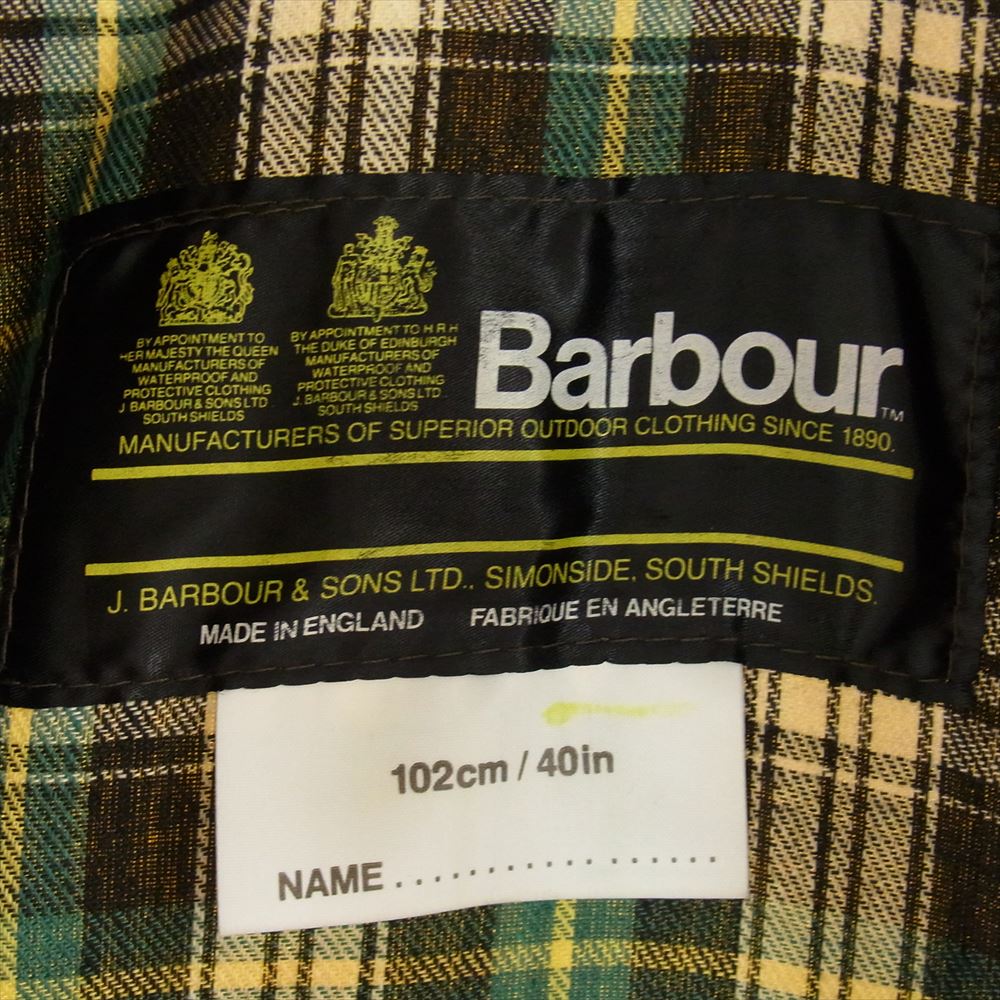 BY APPOINTMENT TO
HER MAJESTY THE QUEEN
MANUFACTURERS OF
WATERPROOF AND
PROTECTIVE CLOTHING
J. BARBOUR & SONS LTD
SOUTH SHIELDS
BY APPOINTMENT TO H R H
THE DUKE OF EDINBURGH
MANUFACTURERS OF
WATERPROOF AND
PROTECTIVE CLOTHING
J. BARBOUR & SONS LTD.
SOUTH SHIELDS
Barbour TM
MANUFACTURERS OF SUPERIOR OUTDOOR CLOTHING SINCE 1890.
J. BARBOUR & SONS LTD., SIMONSIDE, SOUTH SHIELDS.
MADE IN ENGLAND FABRIQUE EN ANGLETERRE
102cm / 40in
NAME ..................